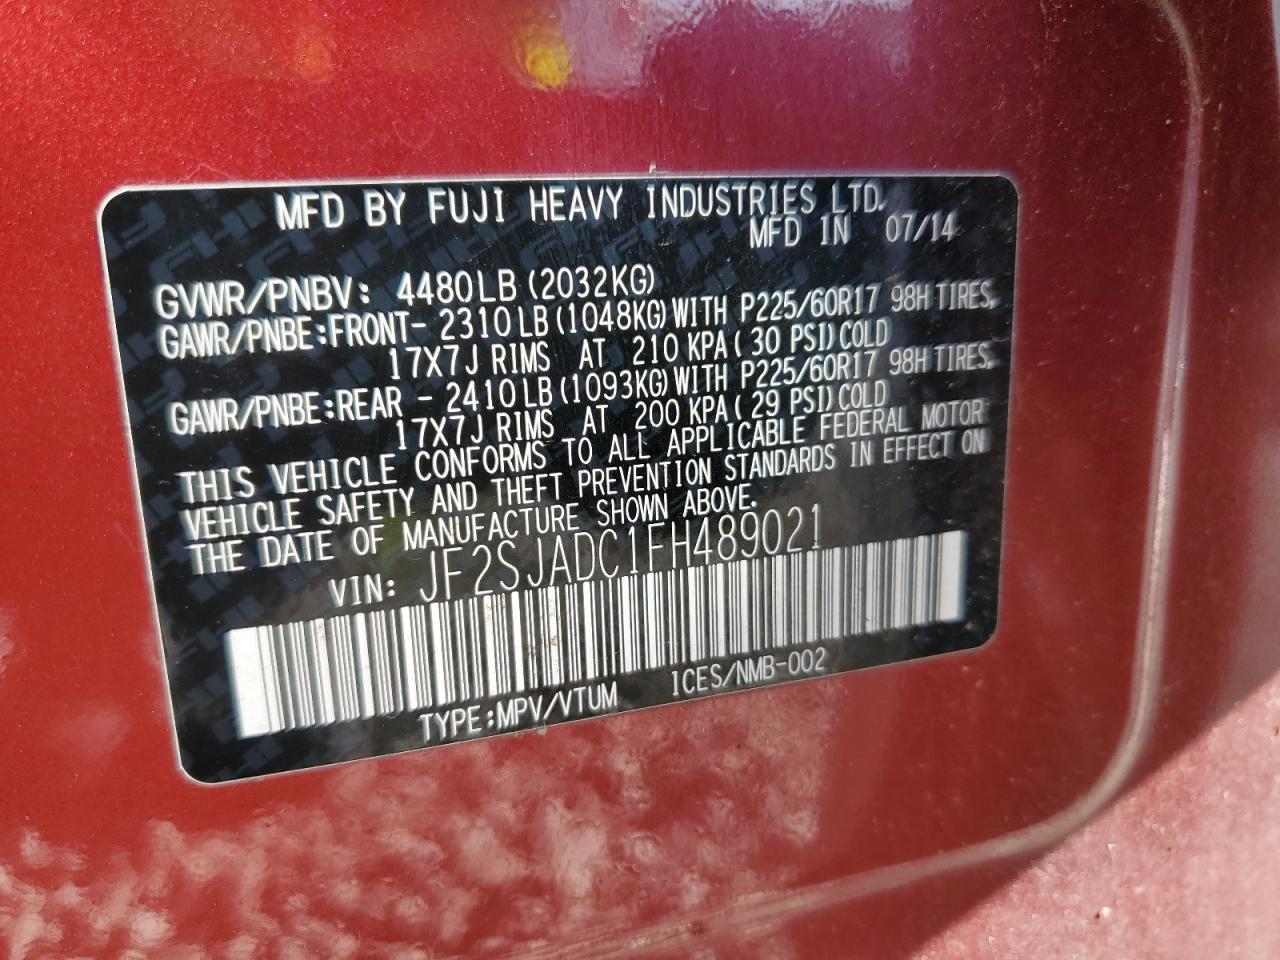 MFD BY FUJI HEAVY INDUSTRIES LTD.
MFD IN 07/14
GVWR/PNBV: 4480LB (2032KG)
GAWR/PNBE:FRONT- 2310 LB (1048KG) WITH P225/60R17 98H TIRES,
17X7J RIMS AT 210 KPA ( 30 PSI) COLD
GAWR/PNBE:REAR - 2410 LB (1093KG) WITH P225/60R17 98H TIRES,
17X7J RIMS AT 200 KPA ( 29 PSI) COLD
THIS VEHICLE CONFORMS TO ALL APPLICABLE FEDERAL MOTOR
VEHICLE SAFETY AND THEFT PREVENTION STANDARDS IN EFFECT ON
THE DATE OF MANUFACTURE SHOWN ABOVE.
VIN: JF2SJADC1FH489021
TYPE:MPV/VTUM ICES/NMB-002